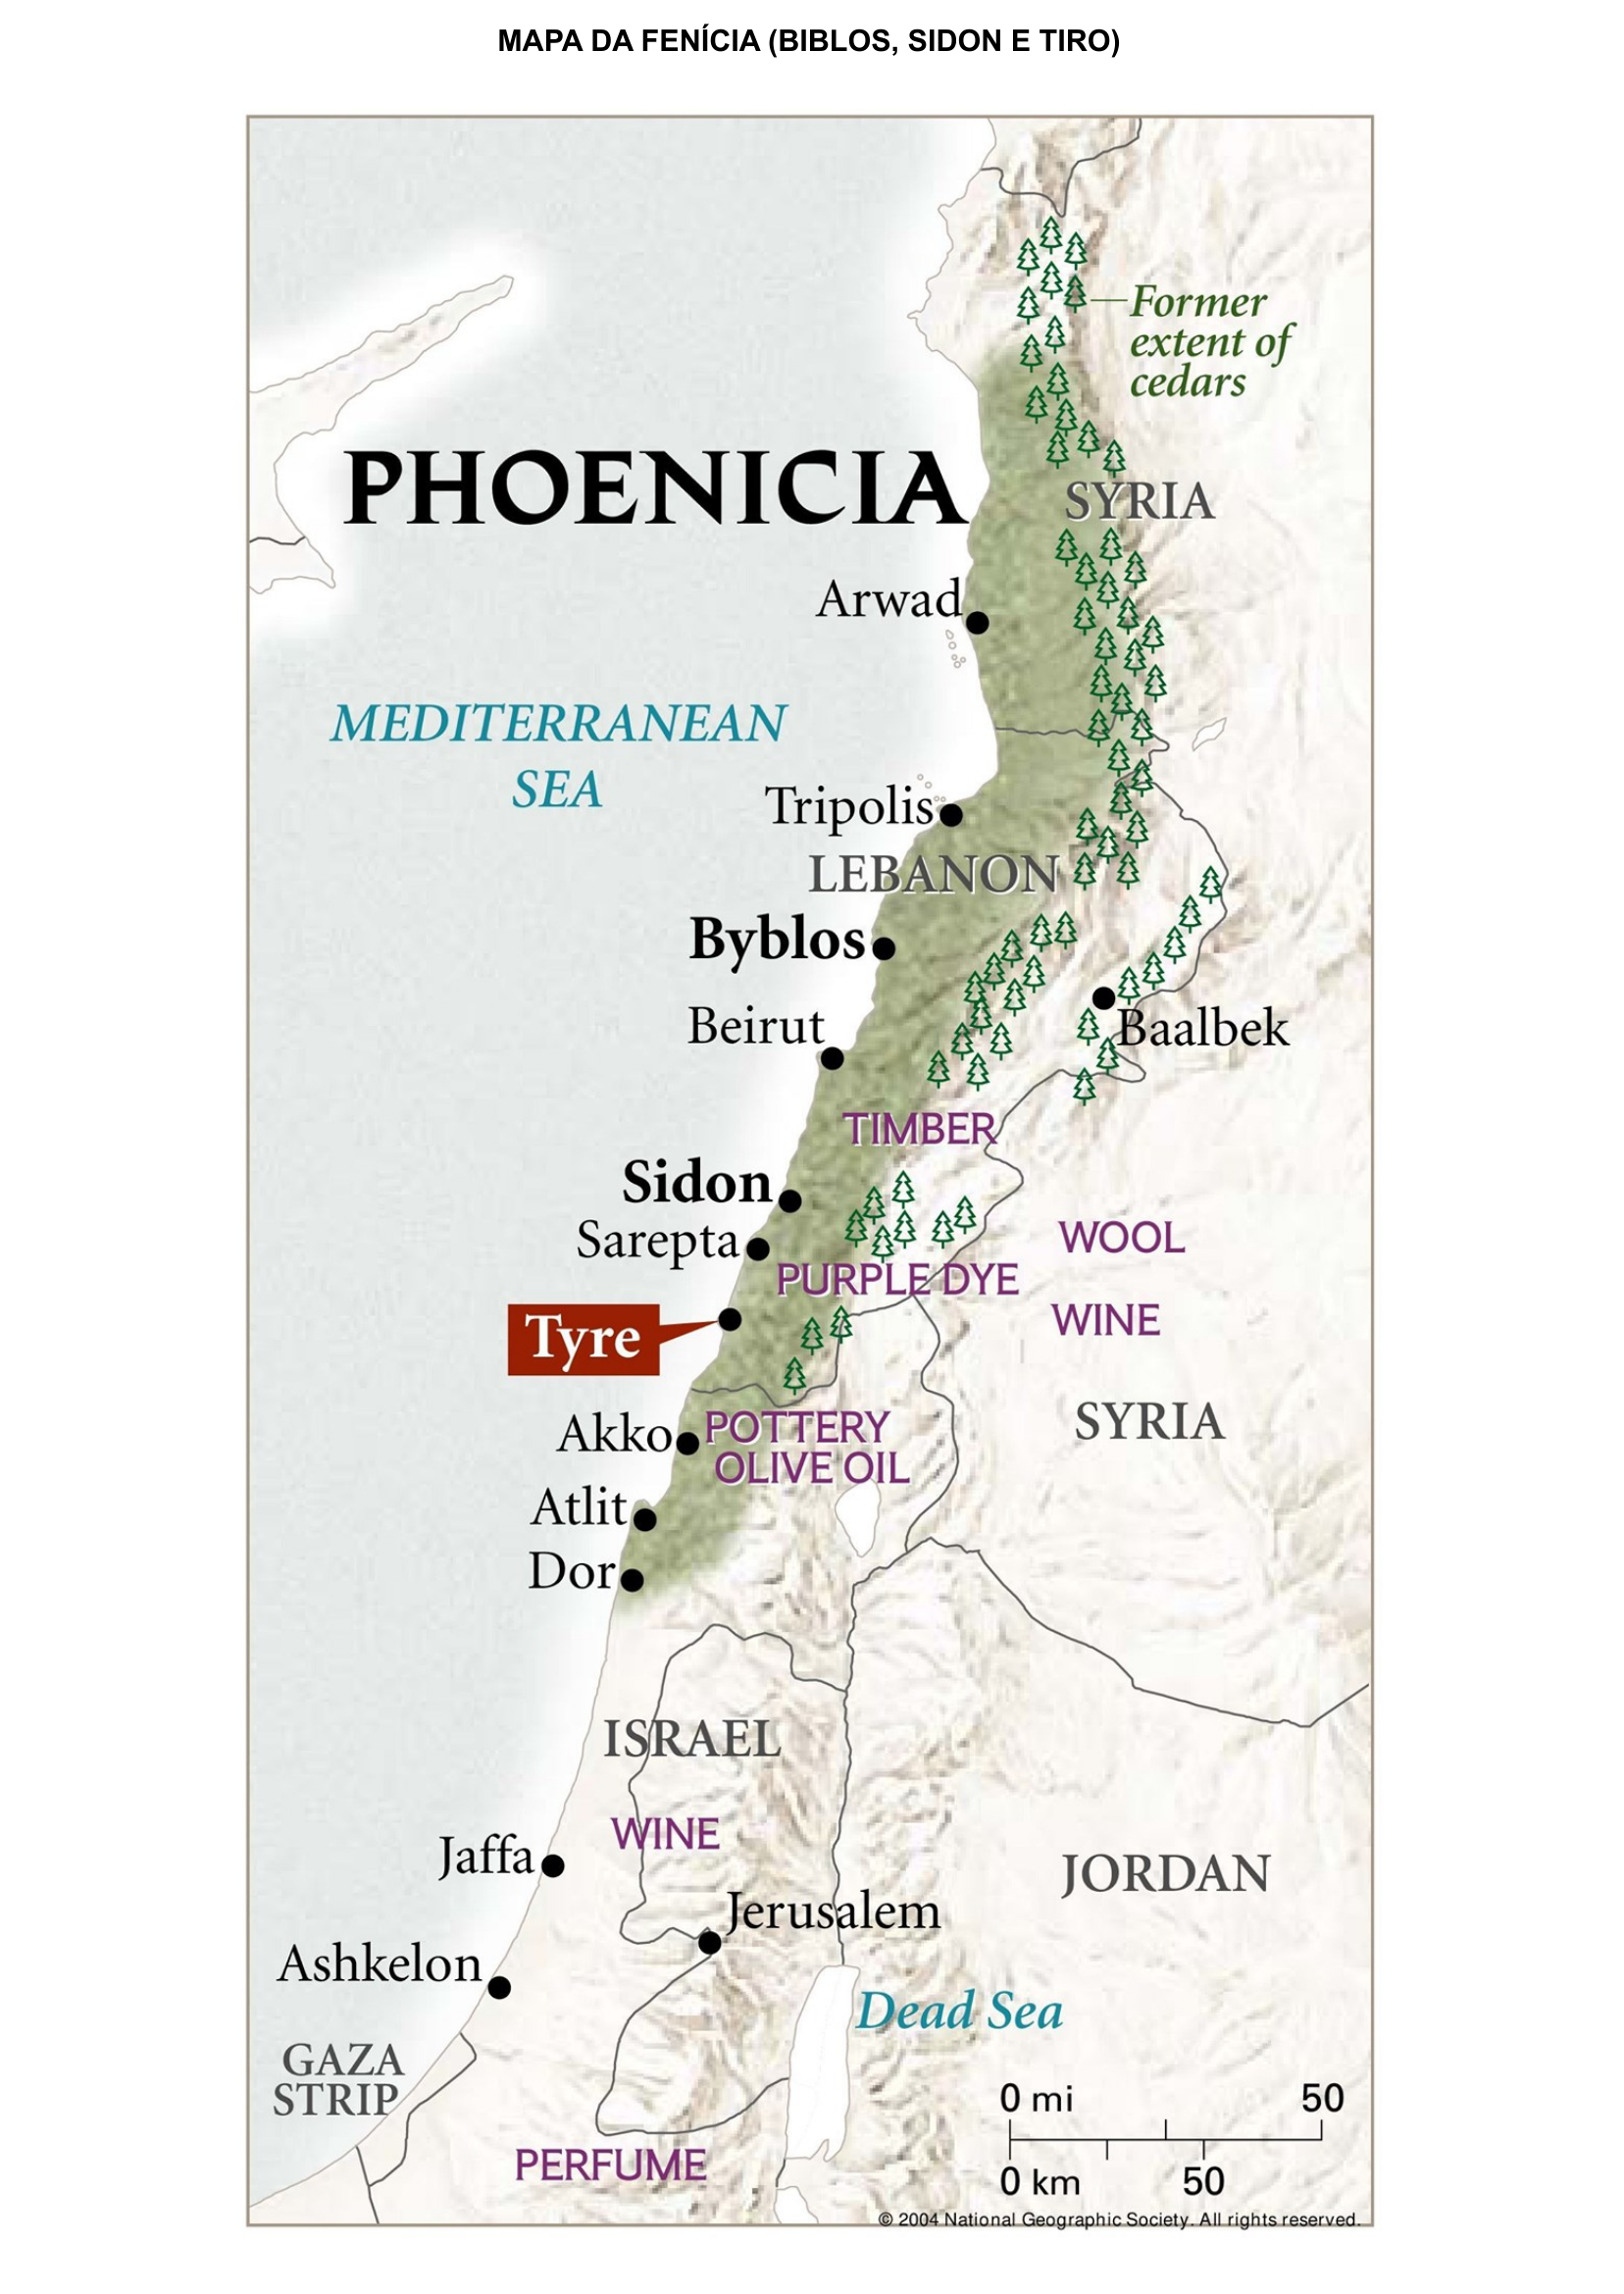 MAPA DA FENÍCIA (BIBLOS, SIDON E TIRO)
Former
extent of
cedars
PHOENICIA
SYRIA
Arwad
MEDITERRANEAN
SEA
Tripolis
LEBANON
Byblos
Beirut
Baalbek
TIMBER
Sidon
Sarepta
WOOL
PURPLE DYE
WINE
Tyre
SYRIA
Akko
POTTERY
OLIVE OIL
Atlit
Dor
ISRAEL
WINE
Jaffa
JORDAN
Jerusalem
Ashkelon
Dead Sea
GAZA
STRIP
0 mi 50
PERFUME
0 km 50
© 2004 National Geographic Society. All rights reserved.